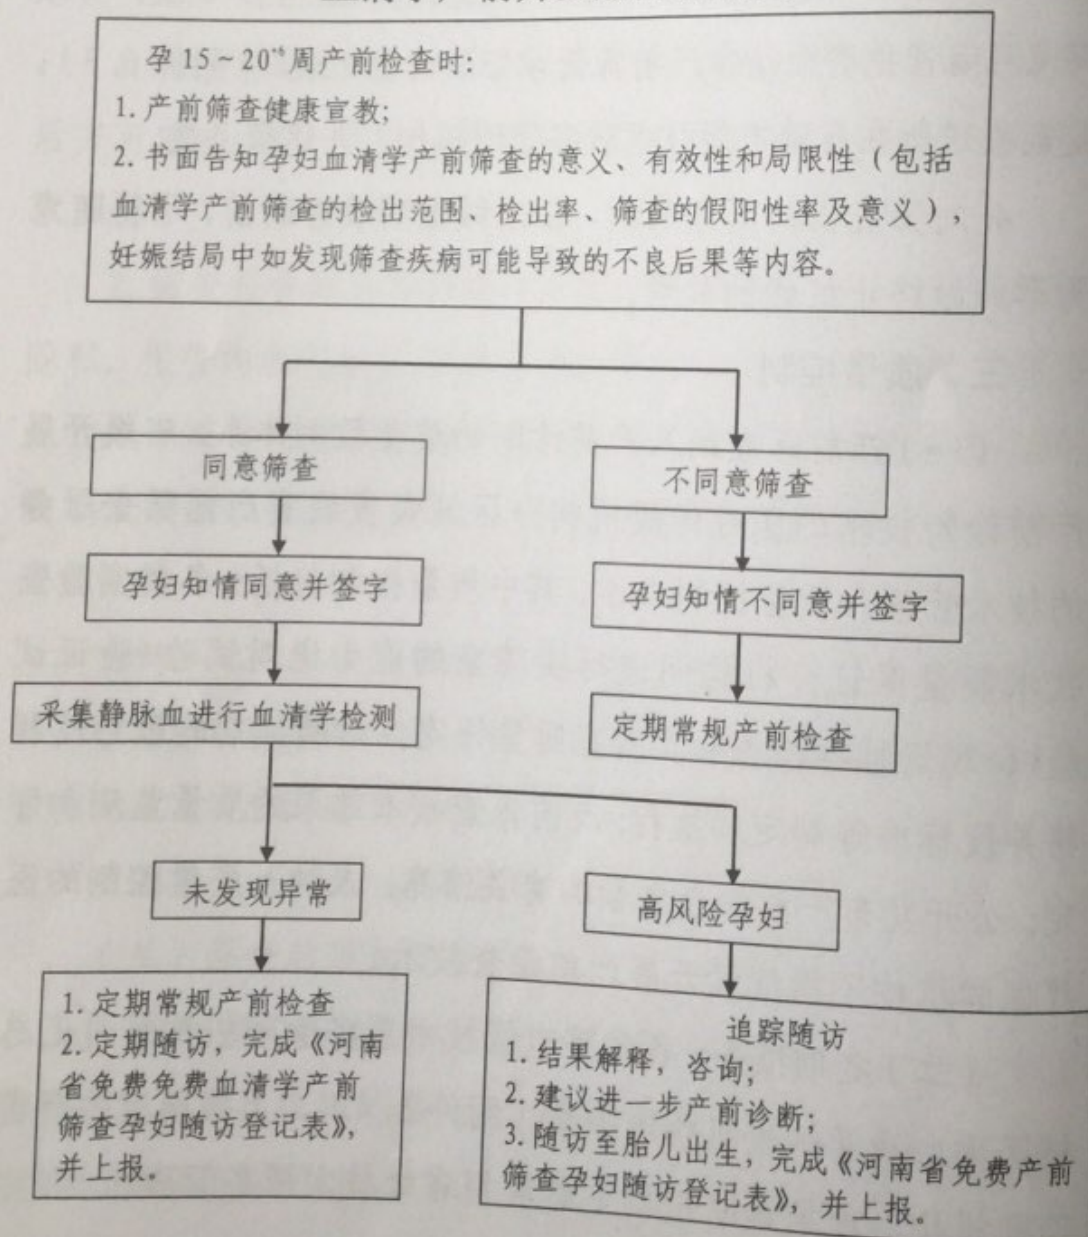 孕15~20⁺⁶周产前检查时:
1. 产前筛查健康宣教;
2. 书面告知孕妇血清学产前筛查的意义、有效性和局限性（包括
血清学产前筛查的检出范围、检出率、筛查的假阳性率及意义），
妊娠结局中如发现筛查疾病可能导致的不良后果等内容。
同意筛查
不同意筛查
孕妇知情同意并签字
孕妇知情不同意并签字
采集静脉血进行血清学检测
定期常规产前检查
未发现异常
高风险孕妇
1. 定期常规产前检查
2. 定期随访，完成《河南
省免费免费血清学产前
筛查孕妇随访登记表》，
并上报。
追踪随访
1. 结果解释，咨询;
2. 建议进一步产前诊断;
3. 随访至胎儿出生，完成《河南省免费产前
筛查孕妇随访登记表》，并上报。